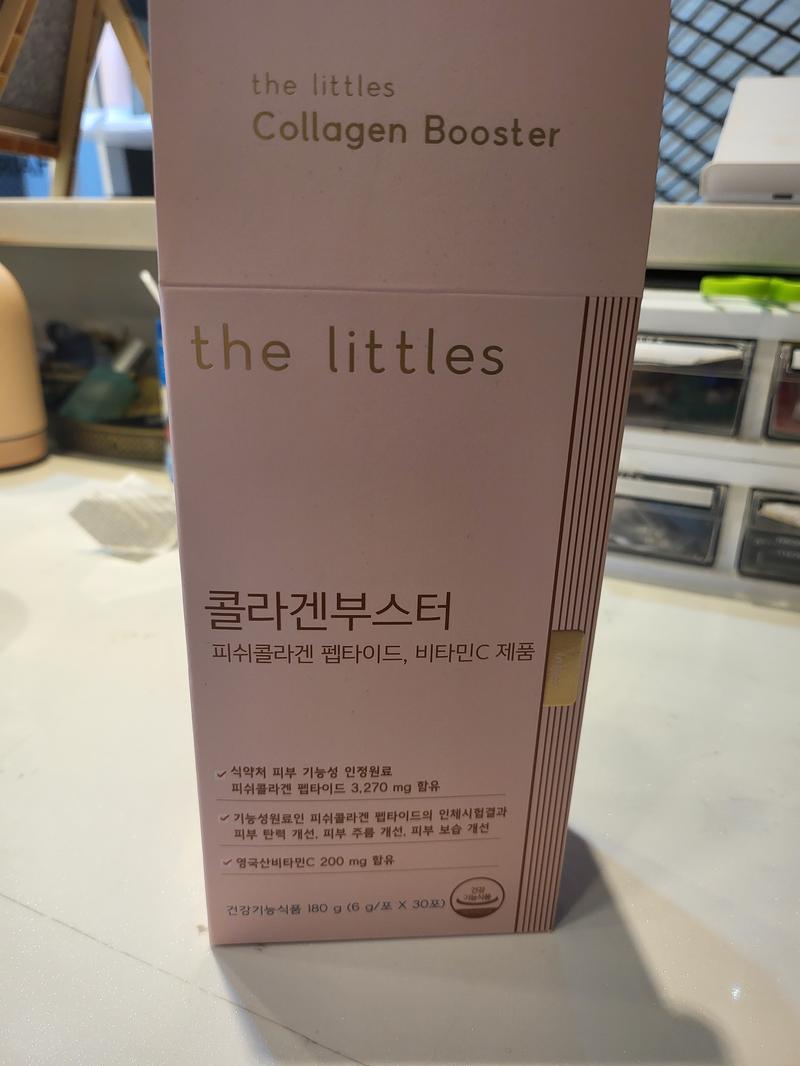 the littles
Collagen Booster
the littles
콜라겐부스터
피쉬콜라겐 펩타이드, 비타민C 제품
식약처 피부 기능성 인정원료
피쉬콜라겐 펩타이드 3,270 mg 함유
기능성원료인 피쉬콜라겐 펩타이드의 인체시험결과
피부 탄력 개선, 피부 주름 개선, 피부 보습 개선
영국산비타민C 200 mg 함유
건강기능식품 180 g (6 g/포 X 30포)
건강
기능식품